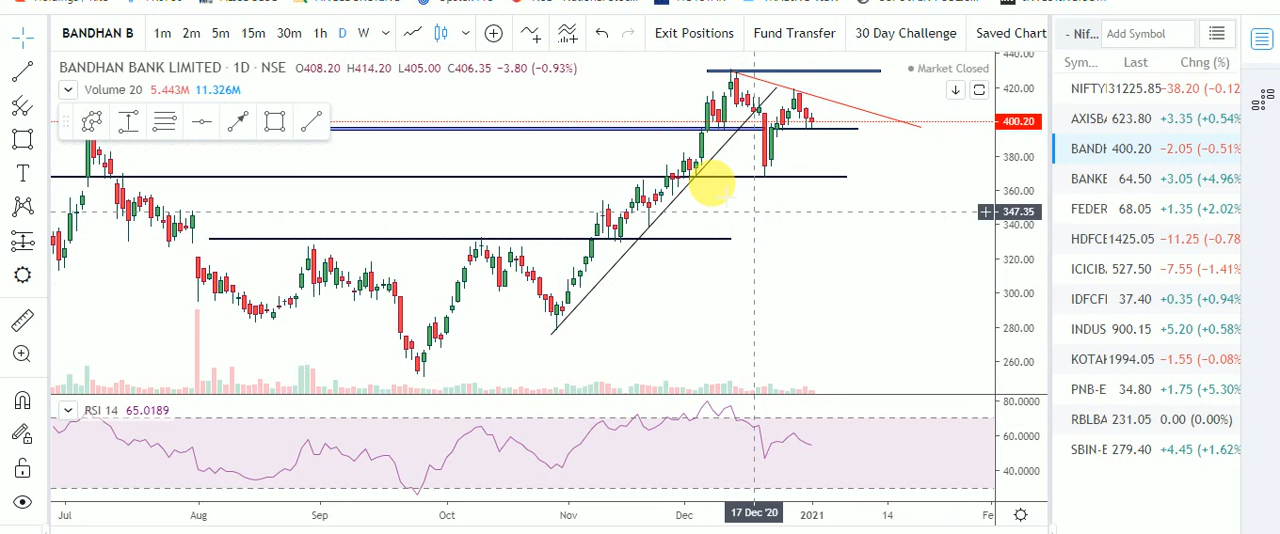 BANDHAN B 1m 2m 5m 15m 30m 1h D W Exit Positions Fund Transfer 30 Day Challenge Saved Chart
- Nif... Add Symbol
BANDHAN BANK LIMITED · 1D · NSE O408.20 H414.20 L405.00 C406.35 -3.80 (-0.93%)
Market Closed
Volume 20 5.443M 11.326M
440.00
420.00
400.20
380.00
360.00
347.35
340.00
320.00
300.00
280.00
260.00
RSI 14 65.0189
80.0000
60.0000
40.0000
Jul Aug Sep Oct Nov Dec 17 Dec '20 2021 14 Fe
Sym... Last Chng (%)
NIFTY 31225.85 -38.20 (-0.12
AXISB 623.80 +3.35 (+0.54%
BANDH 400.20 -2.05 (-0.51%
BANKE 64.50 +3.05 (+4.96%
FEDER 68.05 +1.35 (+2.02%
HDFCE 1425.05 -11.25 (-0.78
ICICIB 527.50 -7.55 (-1.41%
IDFCFI 37.40 +0.35 (+0.94%
INDUS 900.15 +5.20 (+0.58%
KOTAK 1994.05 -1.55 (-0.08%
PNB-E 34.80 +1.75 (+5.30%
RBLBA 231.05 0.00 (0.00%)
SBIN-E 279.40 +4.45 (+1.62%